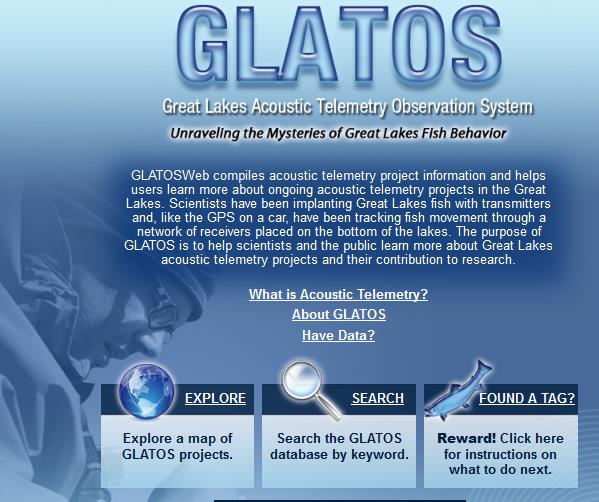 GLATOS
Great Lakes Acoustic Telemetry Observation System
Unraveling the Mysteries of Great Lakes Fish Behavior
GLATOSWeb compiles acoustic telemetry project information and helps
users learn more about ongoing acoustic telemetry projects in the Great
Lakes. Scientists have been implanting Great Lakes fish with transmitters
and, like the GPS on a car, have been tracking fish movement through a
network of receivers placed on the bottom of the lakes. The purpose of
GLATOS is to help scientists and the public learn more about Great Lakes
acoustic telemetry projects and their contribution to research.
What is Acoustic Telemetry?
About GLATOS
Have Data?
EXPLORE
Explore a map of
GLATOS projects.
SEARCH
Search the GLATOS
database by keyword.
FOUND A TAG?
Reward! Click here
for instructions on
what to do next.